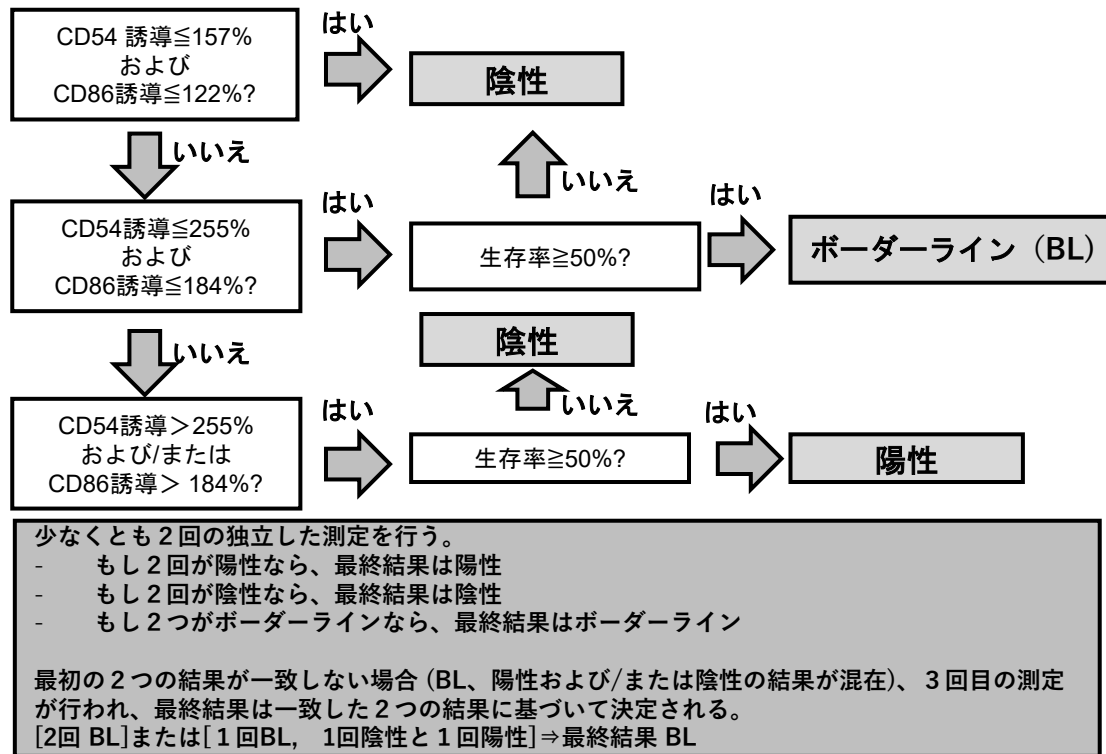 CD54 誘導≦157%
および
CD86誘導≦122%?
はい
陰性
いいえ
CD54誘導≦255%
および
CD86誘導≦184%?
はい
生存率≧50%?
いいえ
はい
ボーダーライン（BL）
いいえ
陰性
CD54誘導＞255%
および/または
CD86誘導＞ 184%?
はい
生存率≧50%?
いいえ
はい
陽性
少なくとも２回の独立した測定を行う。
- もし２回が陽性なら、最終結果は陽性
- もし２回が陰性なら、最終結果は陰性
- もし２つがボーダーラインなら、最終結果はボーダーライン
最初の２つの結果が一致しない場合 (BL、陽性および/または陰性の結果が混在)、３回目の測定
が行われ、最終結果は一致した２つの結果に基づいて決定される。
[2回 BL]または[１回BL,　1回陰性と１回陽性]⇒最終結果 BL